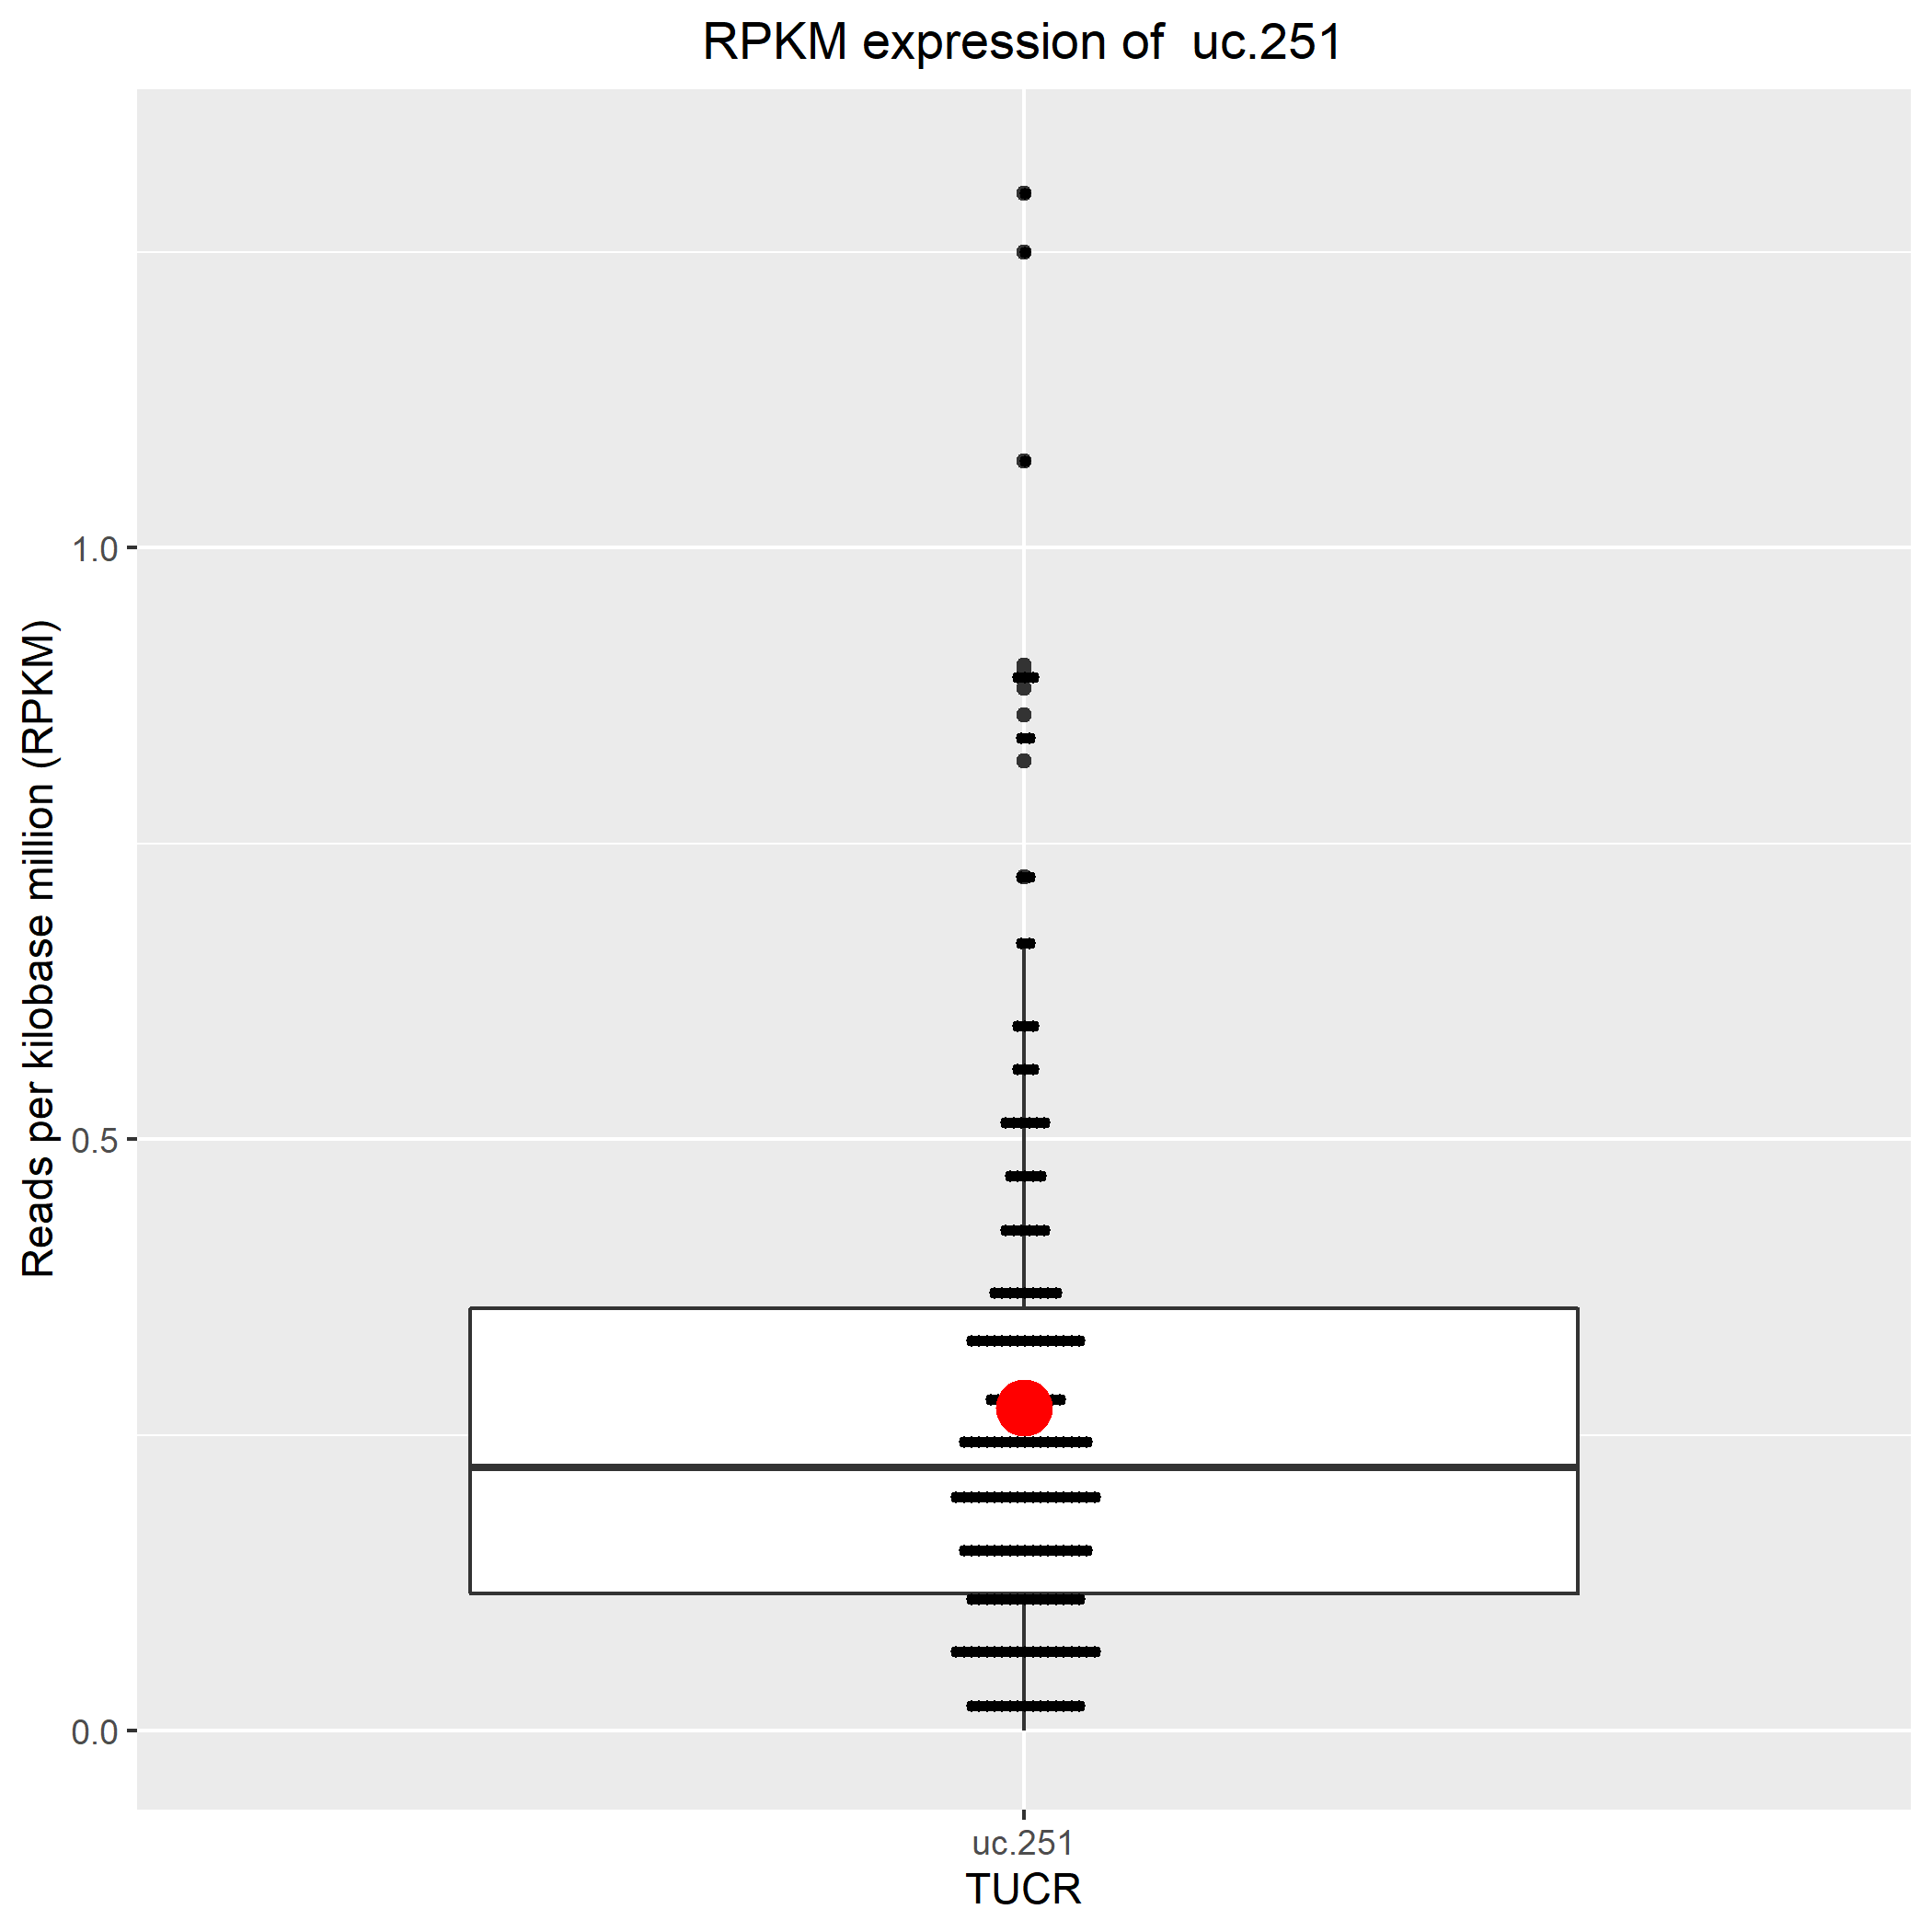 RPKM expression of  uc.251
Reads per kilobase million (RPKM)
1.0
0.5
0.0
uc.251
TUCR